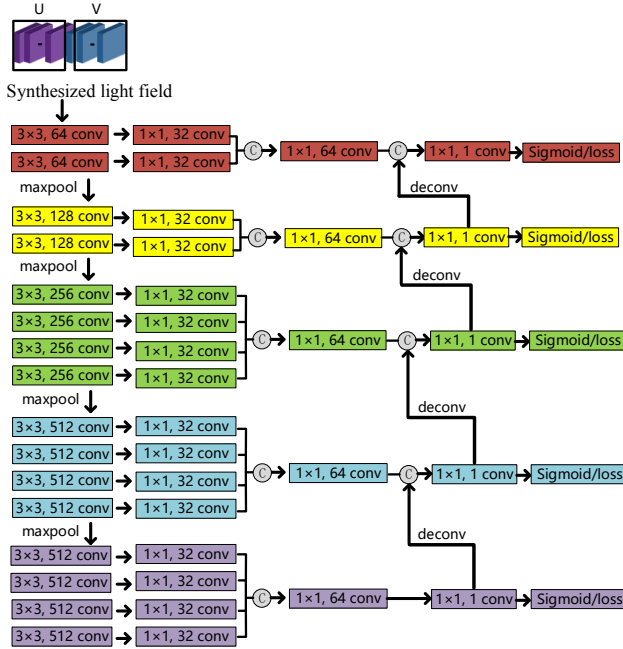 U V
Synthesized light field
3×3, 64 conv 1×1, 32 conv C 1×1, 64 conv C 1×1, 1 conv Sigmoid/loss
3×3, 64 conv 1×1, 32 conv
maxpool deconv
3×3, 128 conv 1×1, 32 conv C 1×1, 64 conv C 1×1, 1 conv Sigmoid/loss
3×3, 128 conv 1×1, 32 conv
maxpool deconv
3×3, 256 conv 1×1, 32 conv
3×3, 256 conv 1×1, 32 conv
C 1×1, 64 conv C 1×1, 1 conv Sigmoid/loss
3×3, 256 conv 1×1, 32 conv
3×3, 256 conv 1×1, 32 conv
maxpool deconv
3×3, 512 conv 1×1, 32 conv
3×3, 512 conv 1×1, 32 conv
C 1×1, 64 conv C 1×1, 1 conv Sigmoid/loss
3×3, 512 conv 1×1, 32 conv
3×3, 512 conv 1×1, 32 conv
maxpool deconv
3×3, 512 conv 1×1, 32 conv
3×3, 512 conv 1×1, 32 conv
C 1×1, 64 conv 1×1, 1 conv Sigmoid/loss
3×3, 512 conv 1×1, 32 conv
3×3, 512 conv 1×1, 32 conv